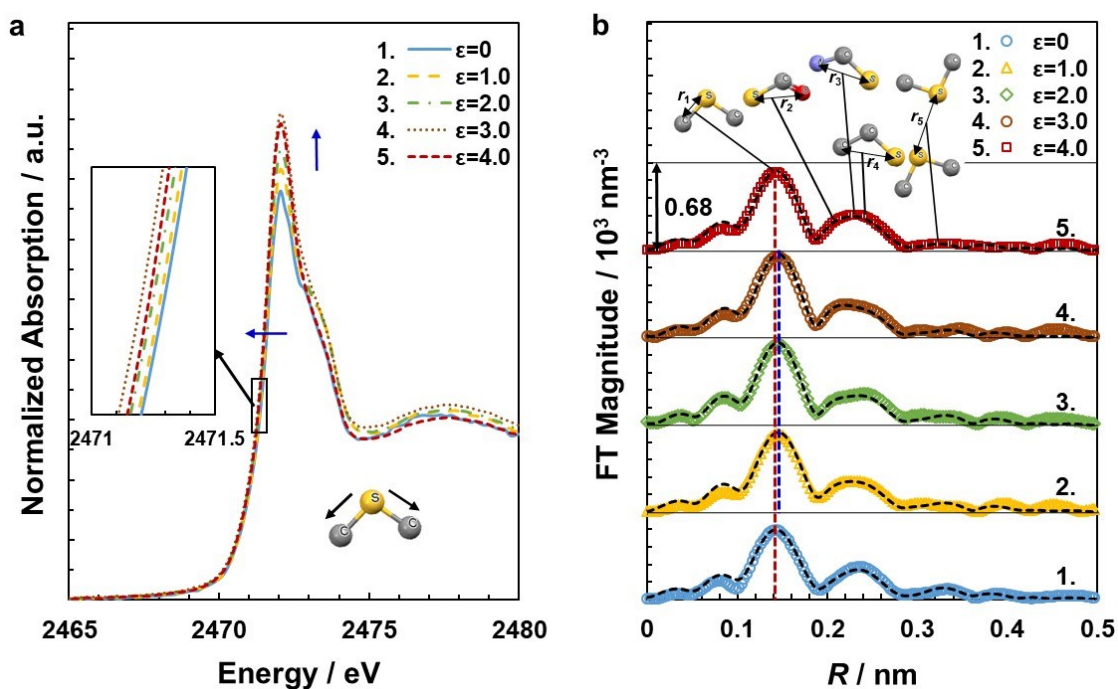 a
1. ε=0
2. ε=1.0
3. ε=2.0
4. ε=3.0
5. ε=4.0
2471
2471.5
S
C
C
Normalized Absorption / a.u.
2465
2470
2475
2480
Energy / eV
b
1. ε=0
2. ε=1.0
3. ε=2.0
4. ε=3.0
5. ε=4.0
r1
r2
r3
r4
r5
0.68
5.
4.
3.
2.
1.
FT Magnitude / 10³ nm⁻³
0
0.1
0.2
0.3
0.4
0.5
R / nm